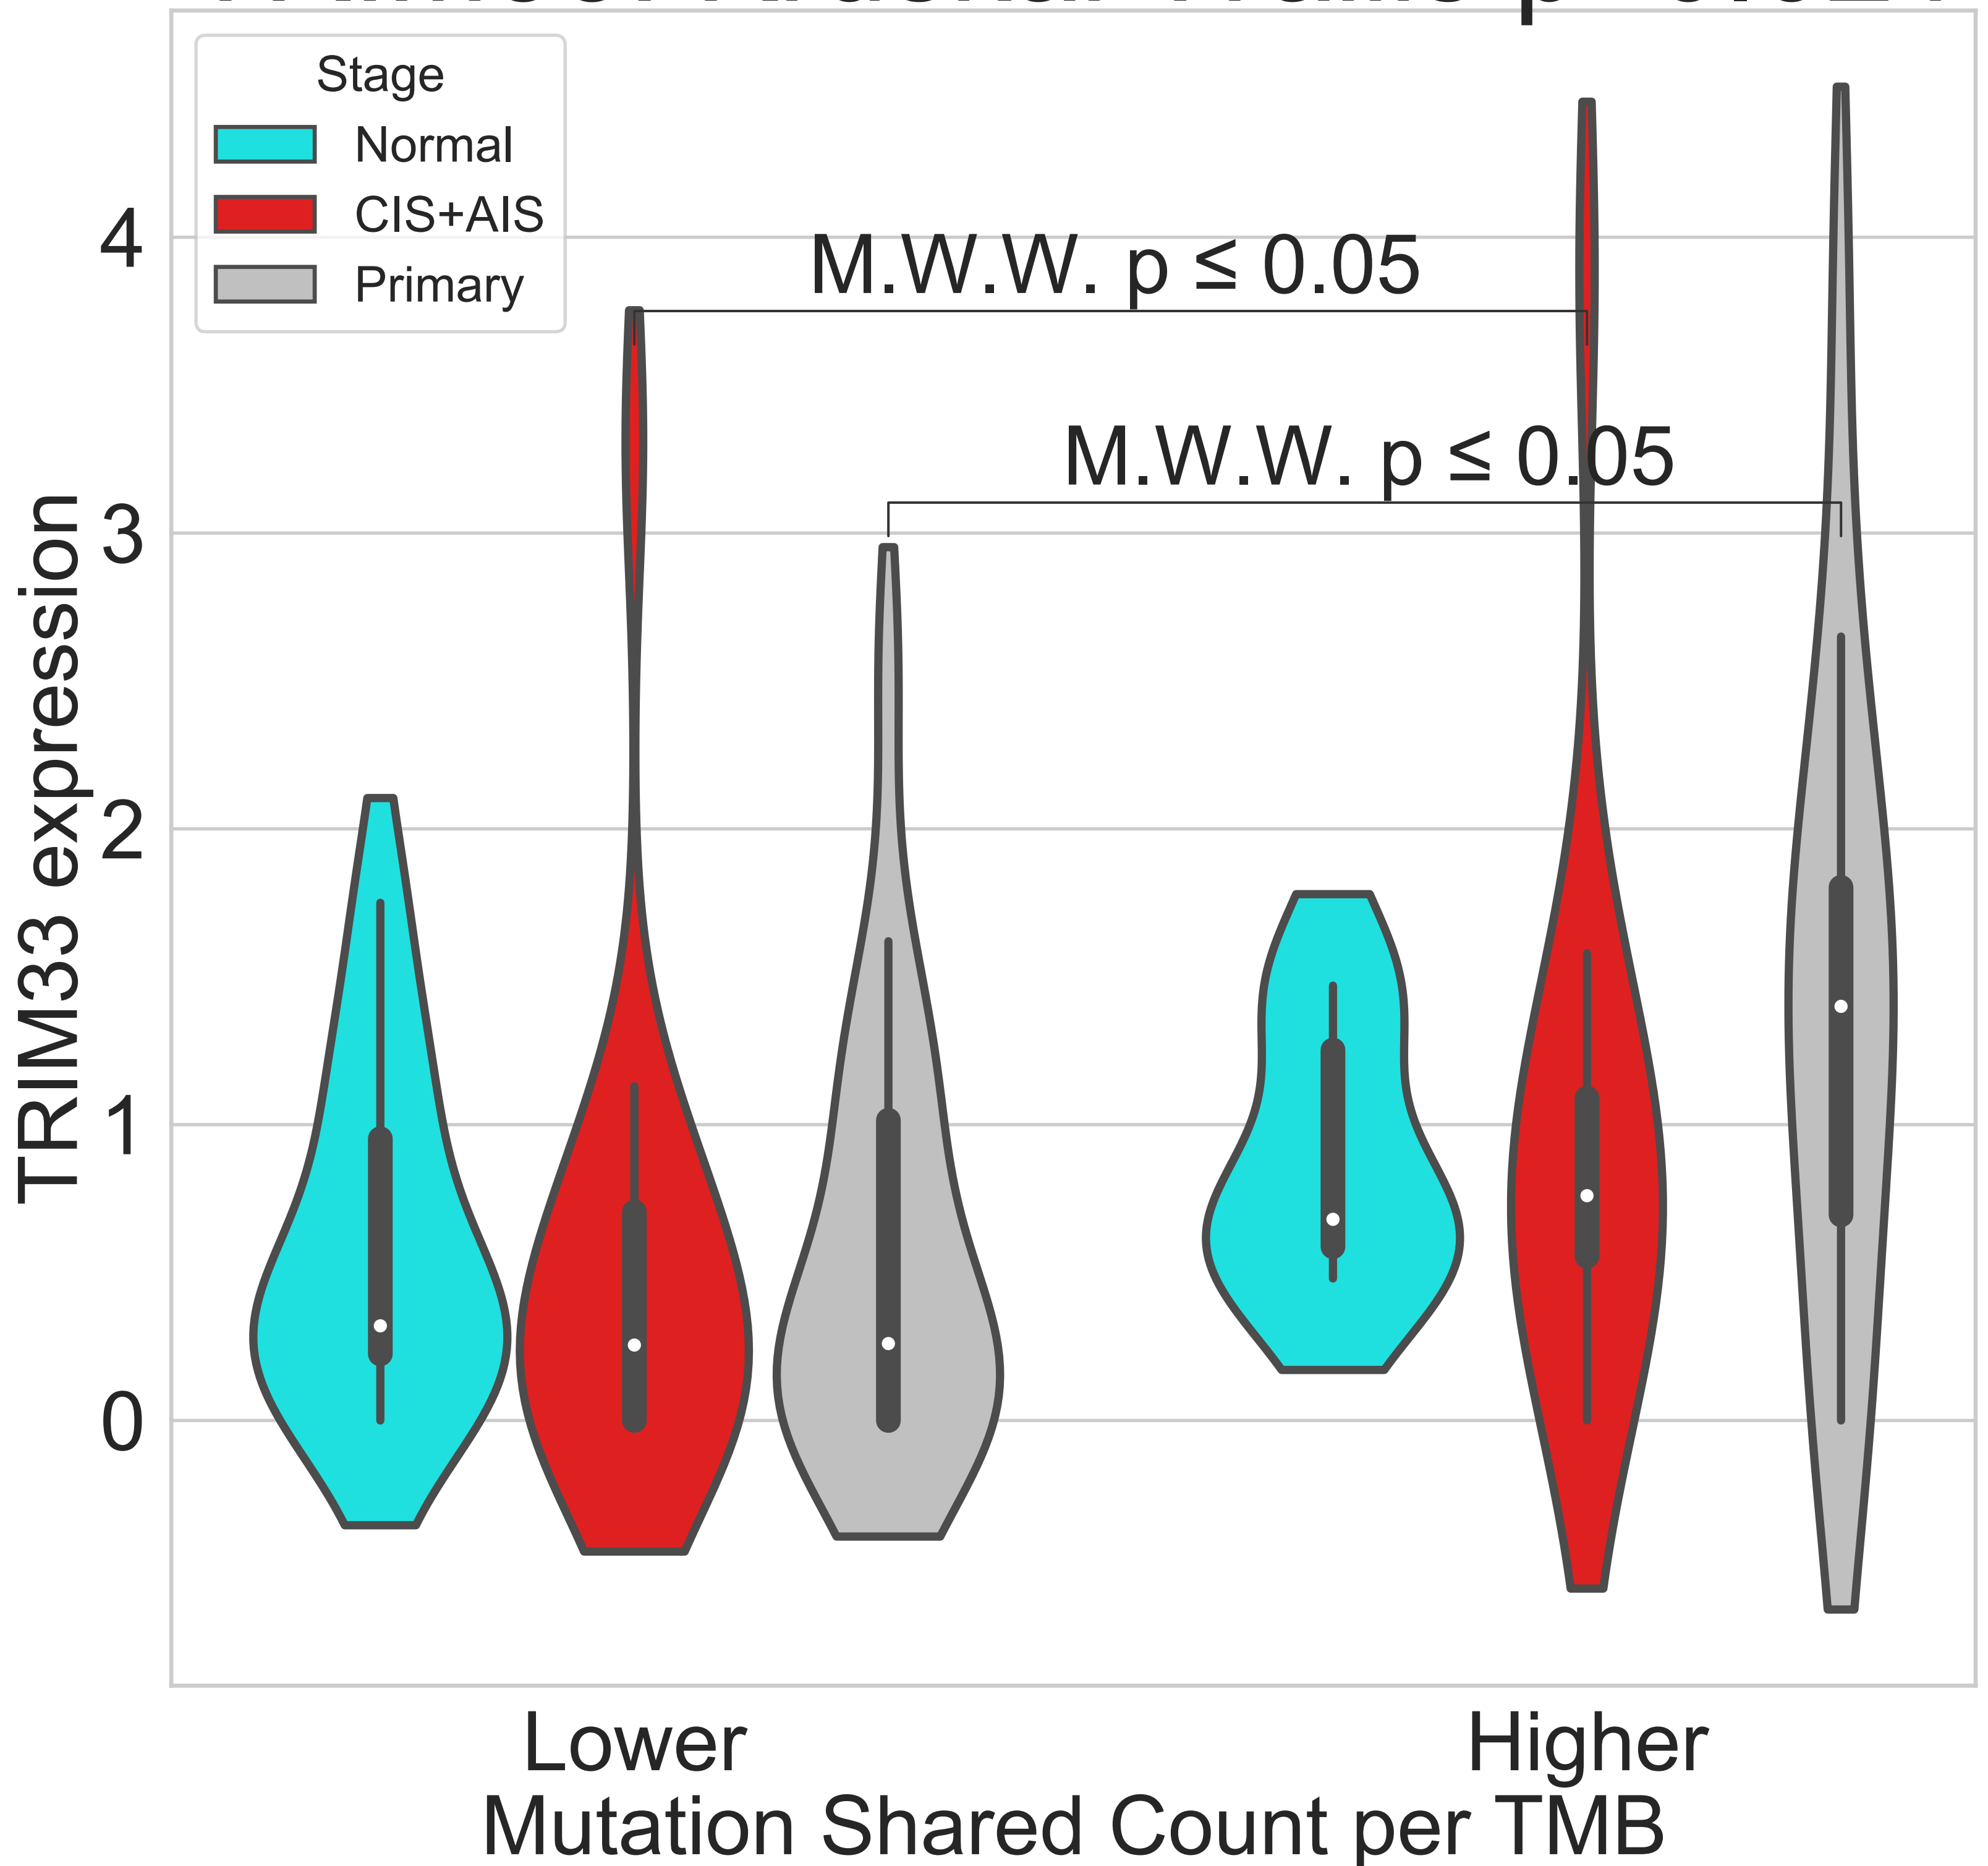 Stage
Normal
CIS+AIS
Primary
M.W.W. p ≤ 0.05
M.W.W. p ≤ 0.05
4
3
2
1
0
TRIM33 expression
Lower
Higher
Mutation Shared Count per TMB